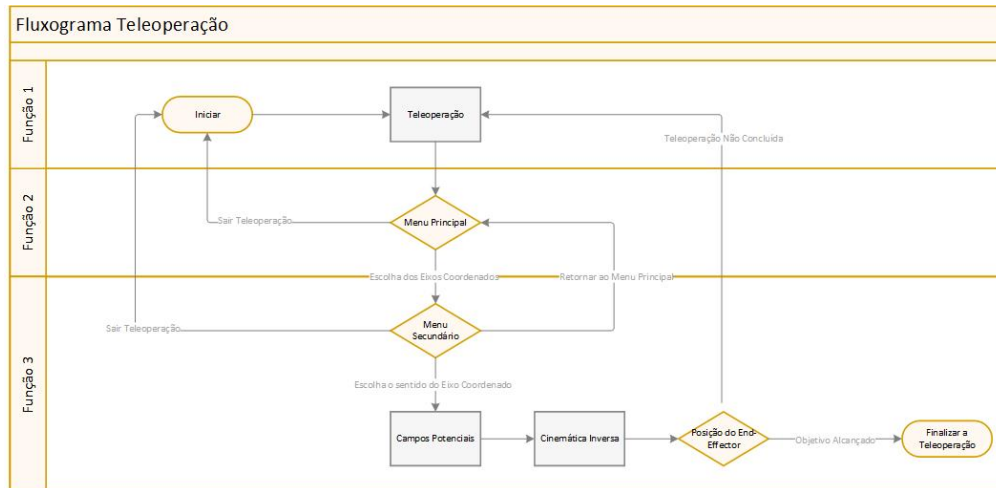 Fluxograma Teleoperação
Função 1
Iniciar
Teleoperação
Teleoperação Não Concluída
Função 2
Sair Teleoperação
Menu Principal
Escolha dos Eixos Coordenados
Retornar ao Menu Principal
Função 3
Sair Teleoperação
Menu
Secundário
Escolha o sentido do Eixo Coordenado
Campos Potenciais
Cinemática Inversa
Posição do End-
Effector
Objetivo Alcançado
Finalizar a
Teleoperação